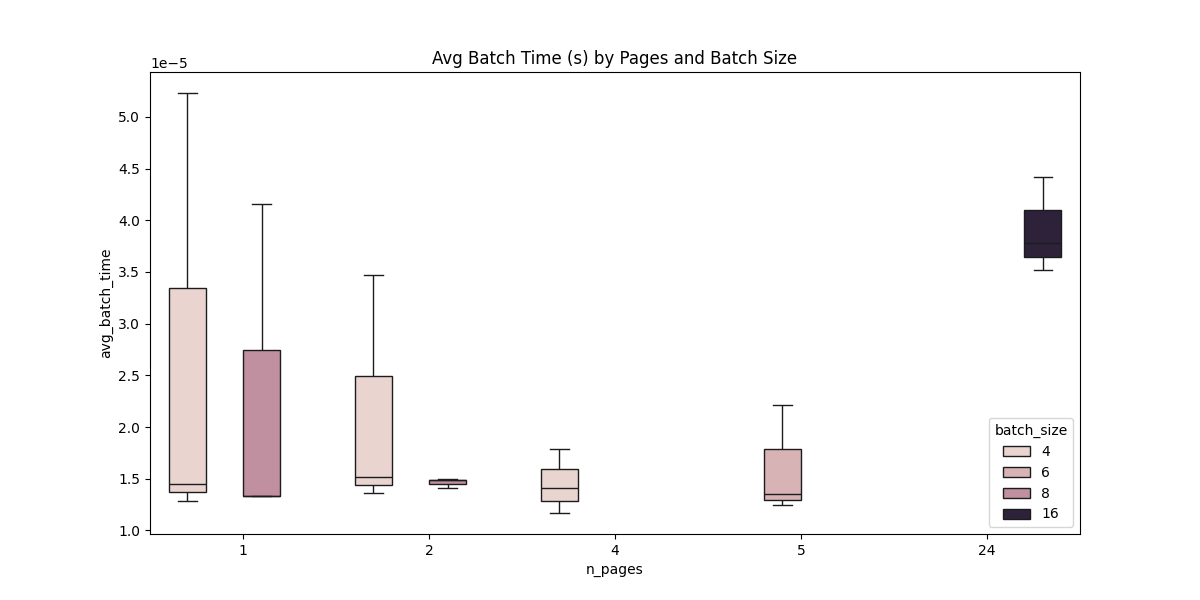 Avg Batch Time (s) by Pages and Batch Size
1e−5
5.0
4.5
4.0
3.5
3.0
2.5
2.0
1.5
1.0
avg_batch_time
1 2 4 5 24
n_pages
batch_size
4
6
8
16